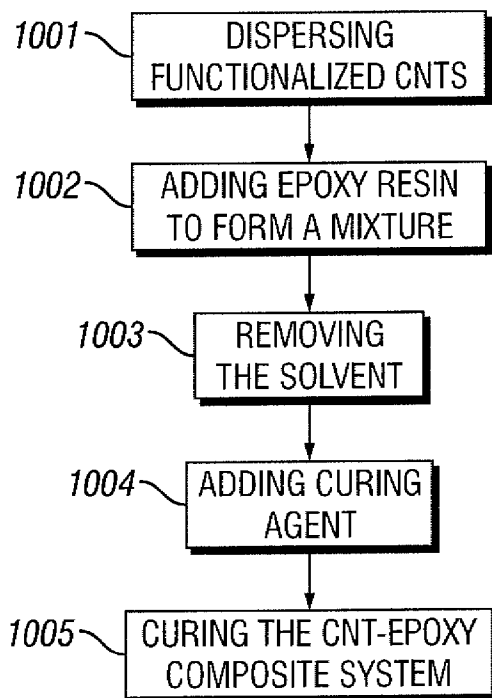 1001
DISPERSING
FUNCTIONALIZED CNTS
1002
ADDING EPOXY RESIN
TO FORM A MIXTURE
1003
REMOVING
THE SOLVENT
1004
ADDING CURING
AGENT
1005
CURING THE CNT-EPOXY
COMPOSITE SYSTEM